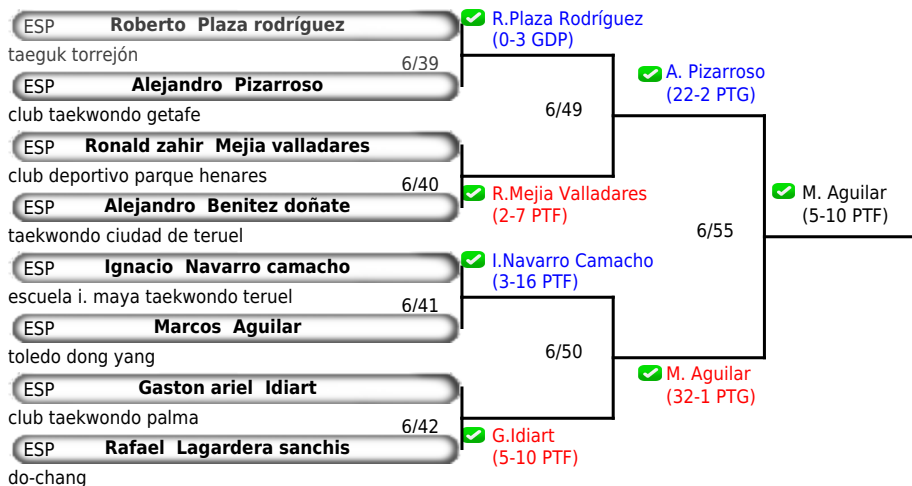 ESP Roberto Plaza rodríguez
taeguk torrejón
6/39
ESP Alejandro Pizarroso
club taekwondo getafe
ESP Ronald zahir Mejia valladares
club deportivo parque henares
6/40
ESP Alejandro Benitez doñate
taekwondo ciudad de teruel
ESP Ignacio Navarro camacho
escuela i. maya taekwondo teruel
6/41
ESP Marcos Aguilar
toledo dong yang
ESP Gaston ariel Idiart
club taekwondo palma
6/42
ESP Rafael Lagardera sanchis
do-chang
R.Plaza Rodríguez
(0-3 GDP)
6/49
R.Mejia Valladares
(2-7 PTF)
I.Navarro Camacho
(3-16 PTF)
6/50
G.Idiart
(5-10 PTF)
A. Pizarroso
(22-2 PTG)
6/55
M. Aguilar
(32-1 PTG)
M. Aguilar
(5-10 PTF)